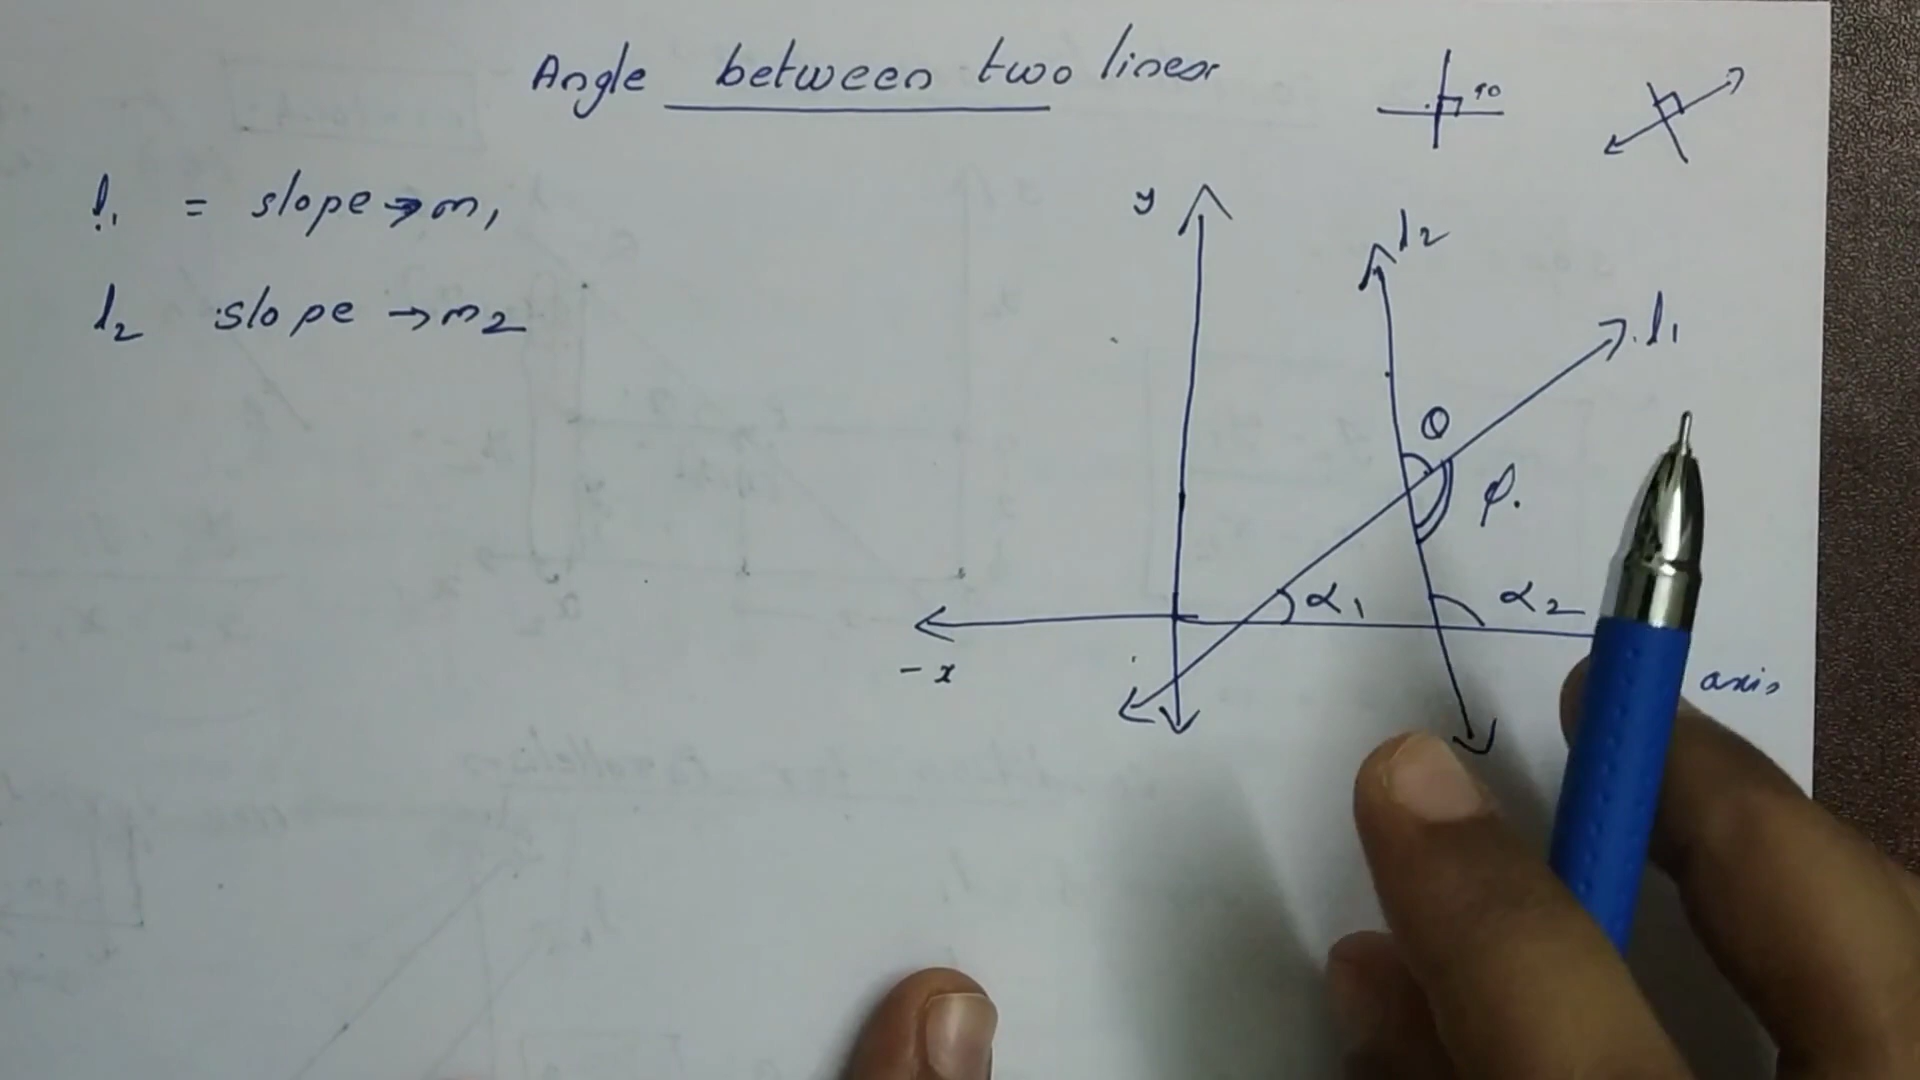 Angle between two lines
90
l₁ = slope → m₁
l₂ slope → m₂
y
l₂
l₁
θ
φ.
α₁
α₂
-x
axis